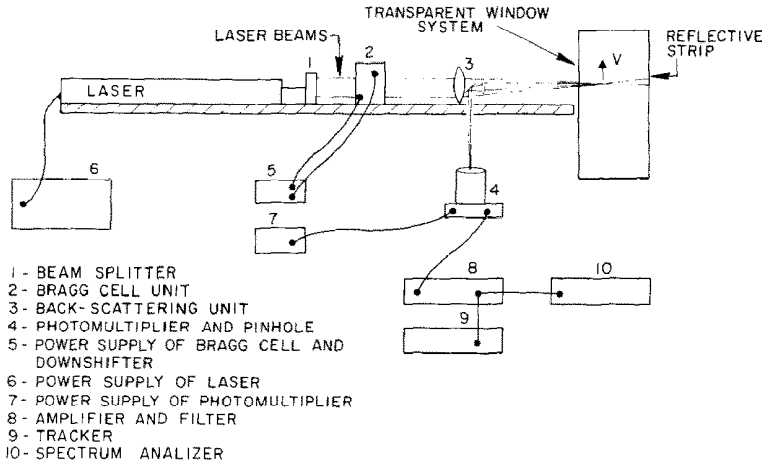 TRANSPARENT WINDOW
SYSTEM
LASER BEAMS
REFLECTIVE
STRIP
1
2
3
V
LASER
6
5
7
4
8
10
9
1 - BEAM SPLITTER
2 - BRAGG CELL UNIT
3 - BACK-SCATTERING UNIT
4 - PHOTOMULTIPLIER AND PINHOLE
5 - POWER SUPPLY OF BRAGG CELL AND
DOWNSHIFTER
6 - POWER SUPPLY OF LASER
7 - POWER SUPPLY OF PHOTOMULTIPLIER
8 - AMPLIFIER AND FILTER
9 - TRACKER
10 - SPECTRUM ANALIZER